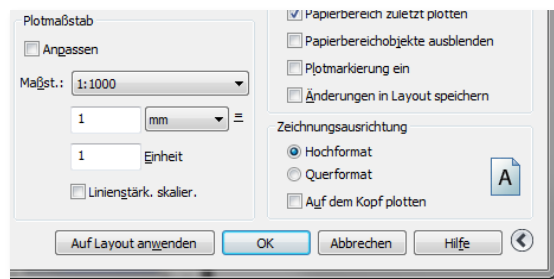 Plotmaßstab
Anpassen
Maßst.: 1:1000
1 mm =
1 Einheit
Linienstärk. skalier.
Papierbereich zuletzt plotten
Papierbereichobjekte ausblenden
Plotmarkierung ein
Änderungen in Layout speichern
Zeichnungsausrichtung
Hochformat
Querformat
Auf dem Kopf plotten
A
Auf Layout anwenden OK Abbrechen Hilfe